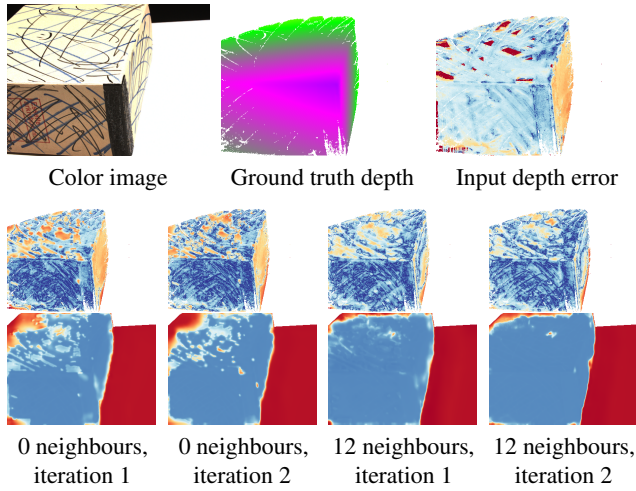 Color image
Ground truth depth
Input depth error
0 neighbours,
iteration 1
0 neighbours,
iteration 2
12 neighbours,
iteration 1
12 neighbours,
iteration 2